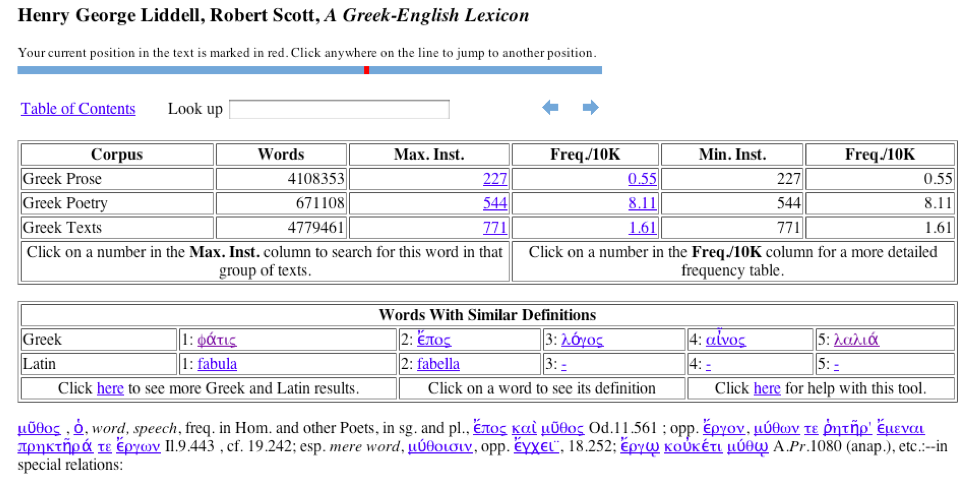 Henry George Liddell, Robert Scott, A Greek-English Lexicon
Your current position in the text is marked in red. Click anywhere on the line to jump to another position.
Table of Contents Look up
Corpus Words Max. Inst. Freq./10K Min. Inst. Freq./10K
Greek Prose 4108353 227 0.55 227 0.55
Greek Poetry 671108 544 8.11 544 8.11
Greek Texts 4779461 771 1.61 771 1.61
Click on a number in the Max. Inst. column to search for this word in that group of texts.
Click on a number in the Freq./10K column for a more detailed frequency table.
Words With Similar Definitions
Greek 1: φάτις 2: ἔπος 3: λόγος 4: αἶνος 5: λαλιά
Latin 1: fabula 2: fabella 3: - 4: - 5: -
Click here to see more Greek and Latin results. Click on a word to see its definition Click here for help with this tool.
μῦθος , ὁ, word, speech, freq. in Hom. and other Poets, in sg. and pl., ἔπος καὶ μῦθος Od.11.561 ; opp. ἔργον, μύθων τε ῥητῆρ' ἔμεναι
πρηκτῆρά τε ἔργων Il.9.443 , cf. 19.242; esp. mere word, μύθοισιν, opp. ἔγχεϊ¨, 18.252; ἔργῳ κοὐκέτι μύθῳ A.Pr.1080 (anap.), etc.:--in
special relations: